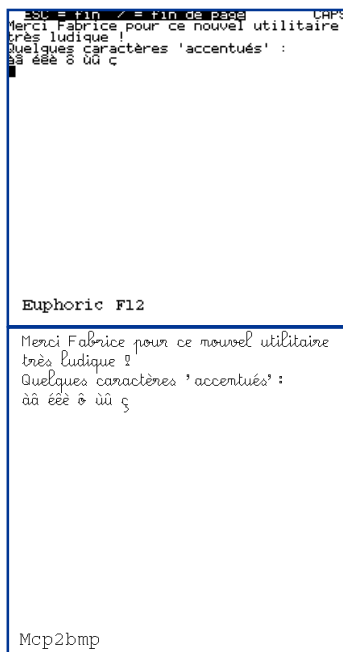 ESC = fin / = fin de page CAPS
Merci Fabrice pour ce nouvel utilitaire
très ludique !
Quelques caractères 'accentués' :
àâ éêè ô ùû ç
Euphoric F12
Merci Fabrice pour ce nouvel utilitaire
très ludique !
Quelques caractères 'accentués' :
àâ éêè ô ùû ç
Mcp2bmp